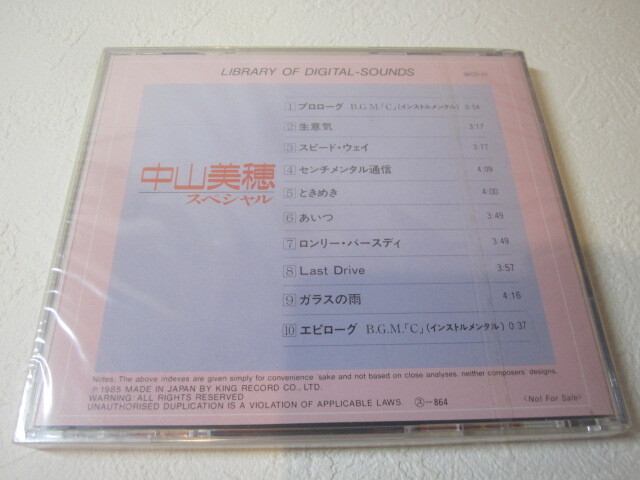 LIBRARY OF DIGITAL-SOUNDS
中山美穂
スペシャル
1 プロローグ B.G.M.「C」(インストルメンタル) 0:54
2 生意気 3:17
3 スピード・ウェイ 3:17
4 センチメンタル通信 4:09
5 ときめき 4:00
6 あいつ 3:49
7 ロンリー・バースディ 3:49
8 Last Drive 3:57
9 ガラスの雨 4:16
10 エピローグ B.G.M.「C」(インストルメンタル) 0:37
Notes: The above indexes are given simply for convenience' sake and not based on close analyses, neither composers' designs.
℗1985 MADE IN JAPAN BY KING RECORD CO., LTD.
WARNING: ALL RIGHTS RESERVED
UNAUTHORISED DUPLICATION IS A VIOLATION OF APPLICABLE LAWS. ㋜-864
<Not For Sale>